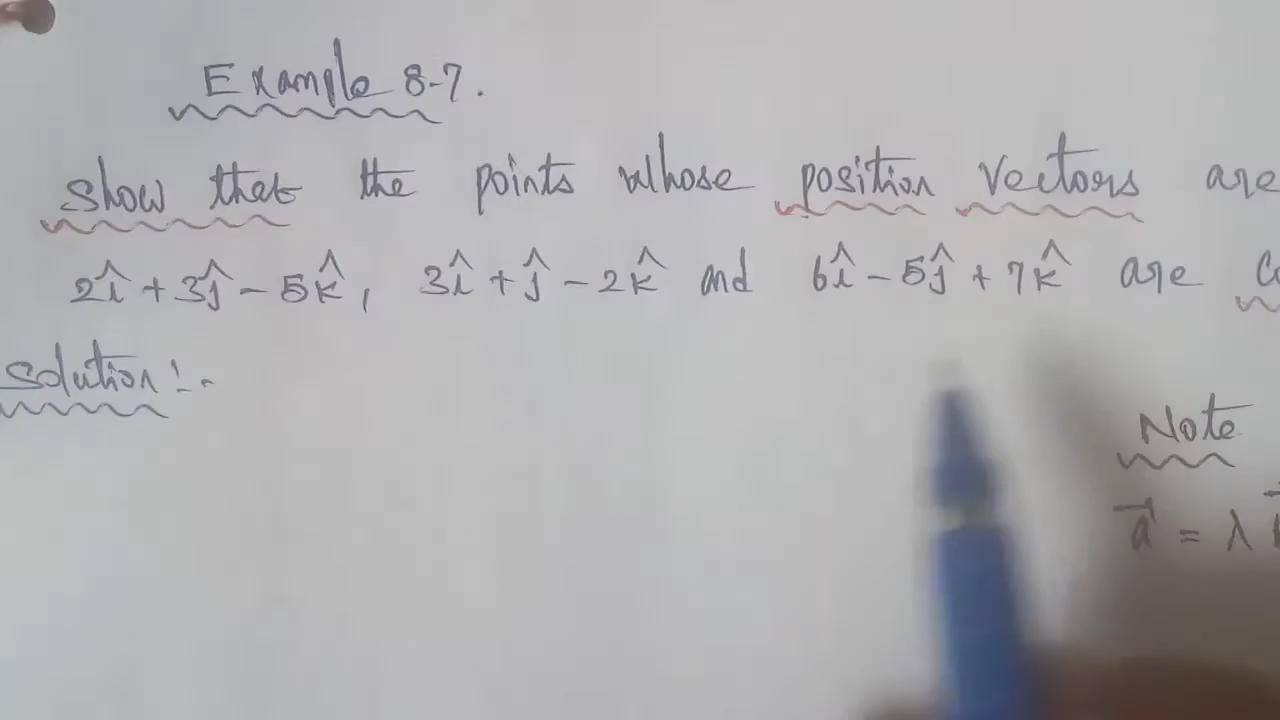 Example 8-7.
Show that the points whose position vectors are
2î + 3ĵ - 5k̂, 3î + ĵ - 2k̂ and 6î - 5ĵ + 7k̂ are
Solution:-
Note
a⃗ = λ